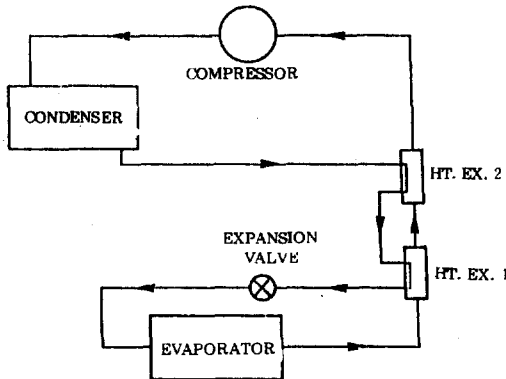 COMPRESSOR
CONDENSER
HT. EX. 2
EXPANSION
VALVE
HT. EX. 1
EVAPORATOR